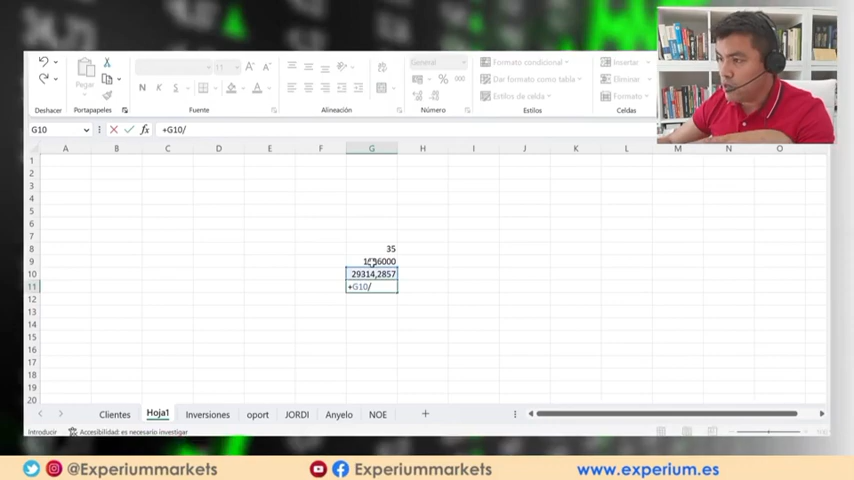 General
Formato condicional
Insertar
Pegar
N K S
%
000
Dar formato como tabla
Eliminar
Estilos de celda
Formato
Deshacer Portapapeles Fuente Alineación Número Estilos Celdas
G10 fx +G10/
A B C D E F G H I J K L M N O
1
2
3
4
5
6
7
8 35
9
10 29314,2857
11 +G10/
12
13
14
15
16
17
18
19
20
Clientes Hoja1 Inversiones oport JORDI Anyelo NOE +
Introducir Accesibilidad: es necesario investigar
@Experiummarkets Experiummarkets www.experium.es